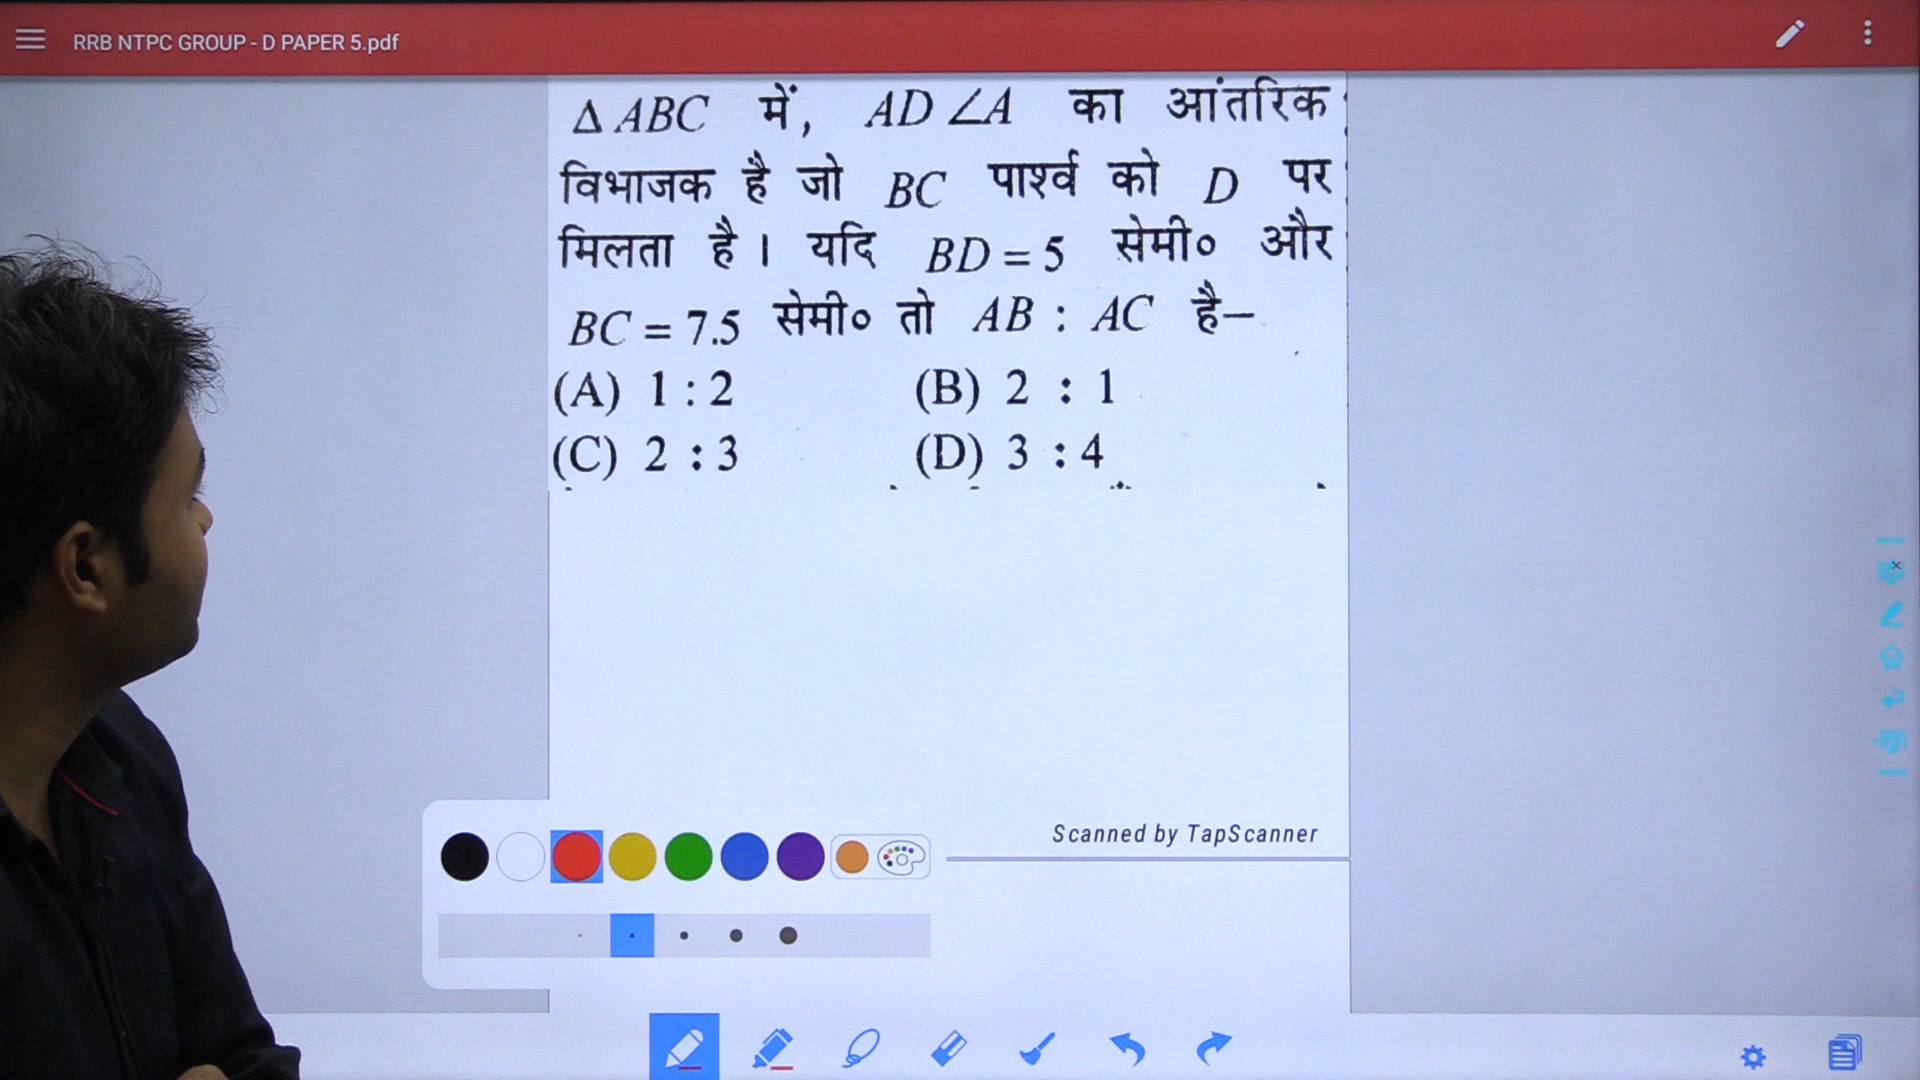 RRB NTPC GROUP - D PAPER 5.pdf
Δ ABC में, AD ∠A का आंतरिक
विभाजक है जो BC पार्श्व को D पर
मिलता है। यदि BD = 5 सेमी० और
BC = 7.5 सेमी० तो AB : AC है–
(A) 1 : 2 (B) 2 : 1
(C) 2 : 3 (D) 3 : 4
Scanned by TapScanner